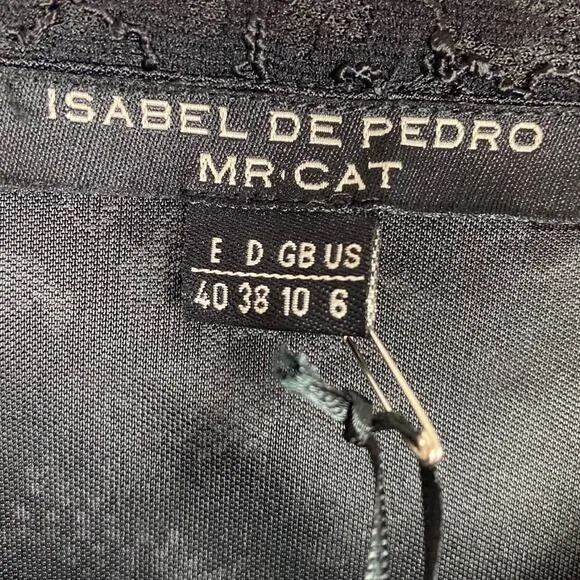 ISABEL DE PEDRO
MR·CAT
E D GB US
40 38 10 6